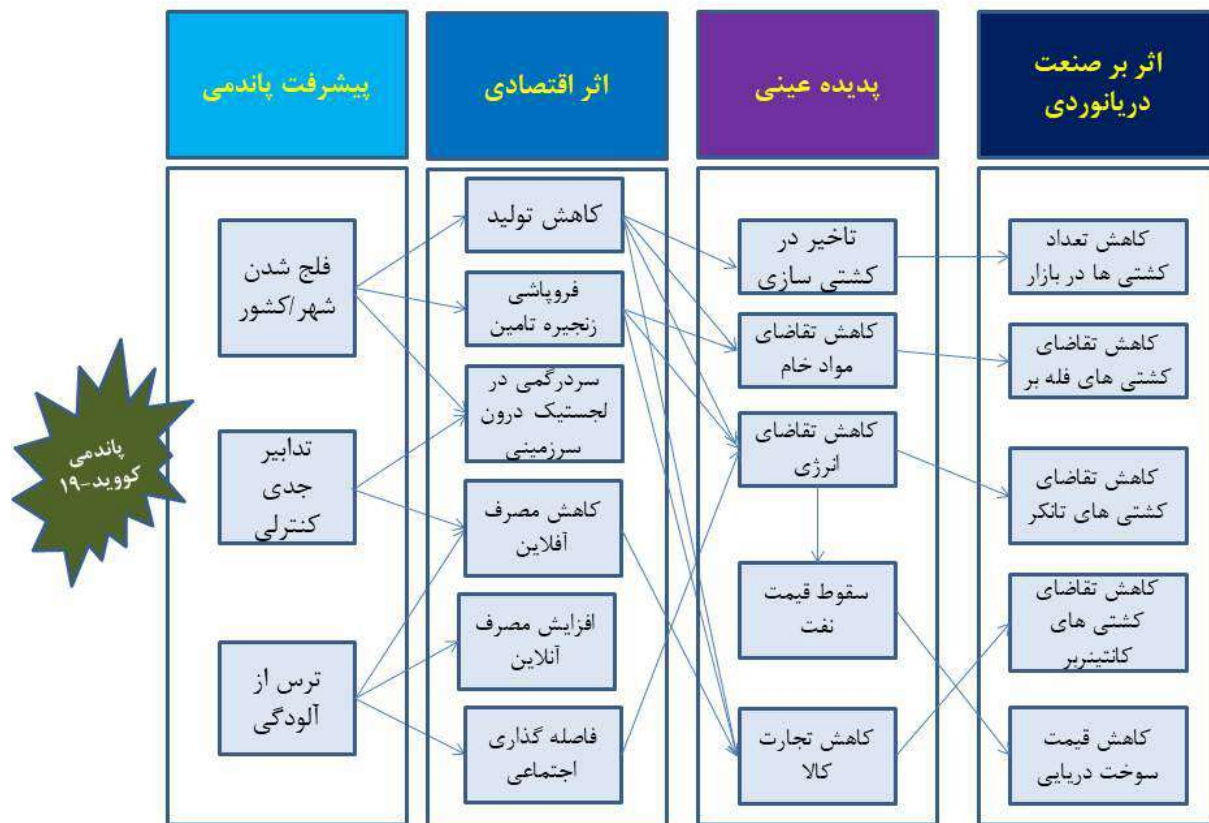 پیشرفت پاندمی
اثر اقتصادی
پدیده عینی
اثر بر صنعت
دریانوردی
پاندمی
کووید-۱۹
فلج شدن
شهر/کشور
تدابیر
جدی
کنترلی
ترس از
آلودگی
کاهش تولید
فروپاشی
زنجیره تامین
سردرگمی در
لجستیک درون
سرزمینی
کاهش مصرف
آفلاین
افزایش مصرف
آنلاین
فاصله گذاری
اجتماعی
تاخیر در
کشتی سازی
کاهش تقاضای
مواد خام
کاهش تقاضای
انرژی
سقوط قیمت
نفت
کاهش تجارت
کالا
کاهش تعداد
کشتی ها در بازار
کاهش تقاضای
کشتی های فله بر
کاهش تقاضای
کشتی های تانکر
کاهش تقاضای
کشتی های
کانتینربر
کاهش قیمت
سوخت دریایی